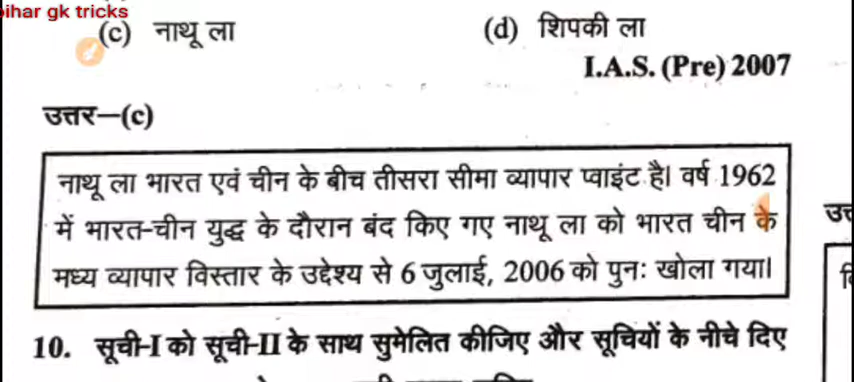 ihar gk tricks
(c) नाथू ला (d) शिपकी ला
I.A.S. (Pre) 2007
उत्तर—(c)
नाथू ला भारत एवं चीन के बीच तीसरा सीमा व्यापार प्वाइंट है। वर्ष 1962
में भारत-चीन युद्ध के दौरान बंद किए गए नाथू ला को भारत चीन के
मध्य व्यापार विस्तार के उद्देश्य से 6 जुलाई, 2006 को पुनः खोला गया।
10. सूची-I को सूची-II के साथ सुमेलित कीजिए और सूचियों के नीचे दिए